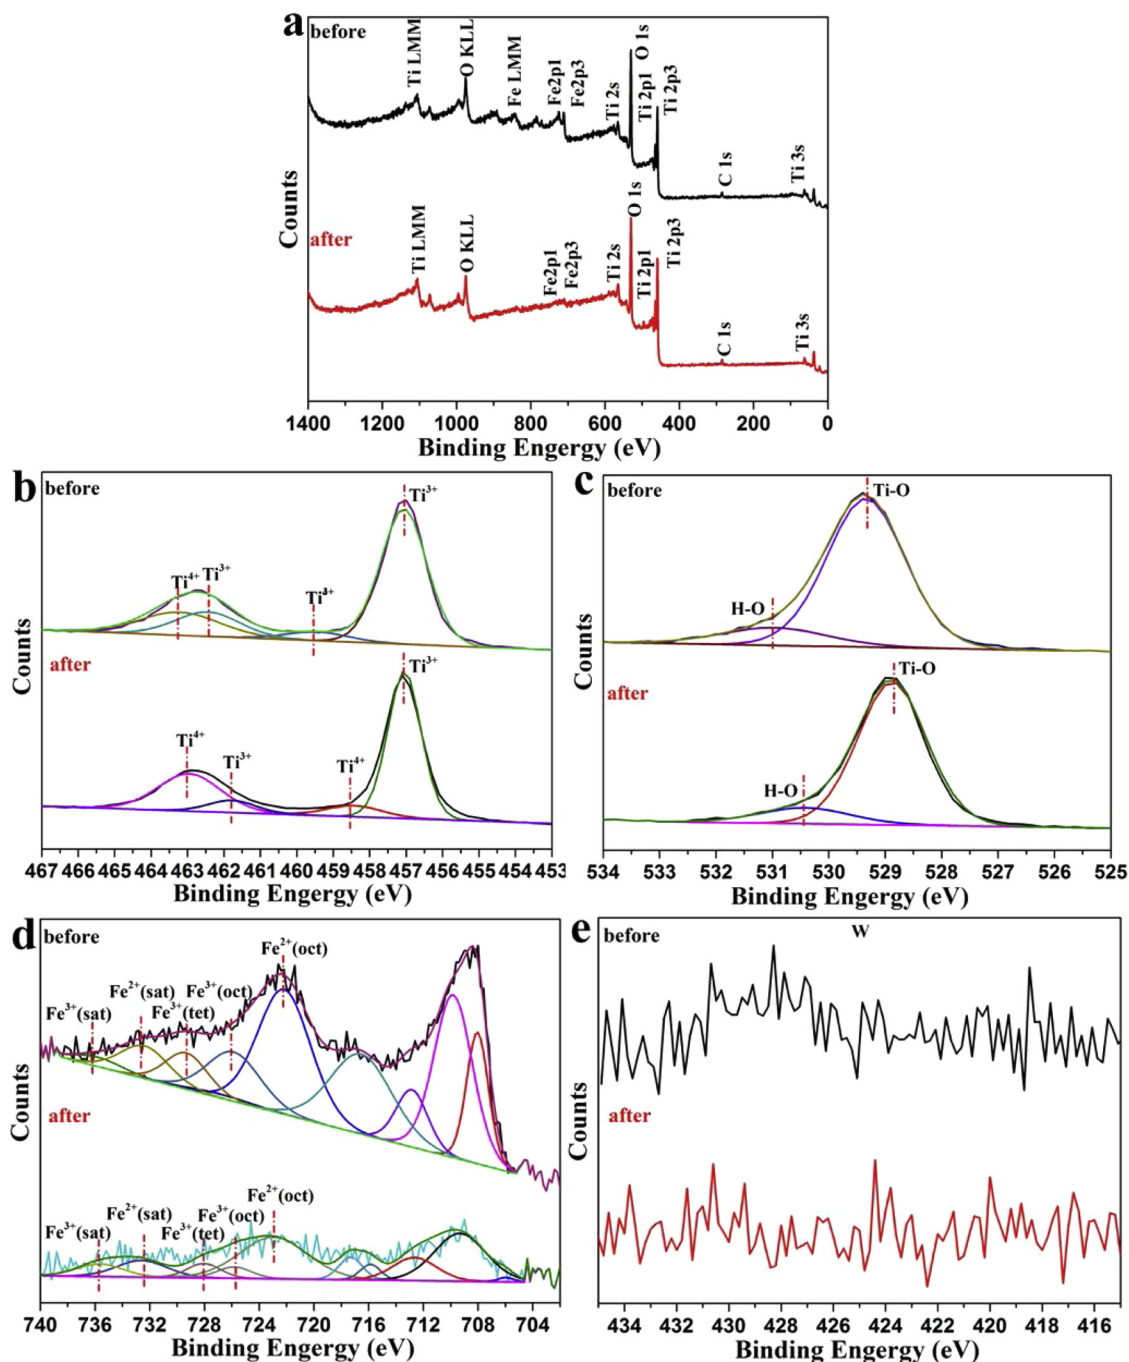 a
before
Ti LMM
O KLL
Fe LMM
Fe2p1
Fe2p3
Ti 2s
O 1s
Ti 2p1
Ti 2p3
C 1s
Ti 3s
after
Ti LMM
O KLL
Fe2p1
Fe2p3
Ti 2s
O 1s
Ti 2p1
Ti 2p3
C 1s
Ti 3s
Counts
1400 1200 1000 800 600 400 200 0
Binding Engergy (eV)
b
before
Ti4+
Ti3+
Ti3+
after
Ti4+
Ti3+
Ti4+
Ti3+
Counts
467 466 465 464 463 462 461 460 459 458 457 456 455 454 453
Binding Engergy (eV)
c
before
H-O
Ti-O
after
H-O
Ti-O
Counts
534 533 532 531 530 529 528 527 526 525
Binding Engergy (eV)
d
before
Fe3+(sat)
Fe2+(sat)
Fe3+(tet)
Fe3+(oct)
Fe2+(oct)
after
Fe3+(sat)
Fe2+(sat)
Fe3+(tet)
Fe3+(oct)
Fe2+(oct)
Counts
740 736 732 728 724 720 716 712 708 704
Binding Engergy (eV)
e
before
W
after
Counts
434 432 430 428 426 424 422 420 418 416
Binding Engergy (eV)